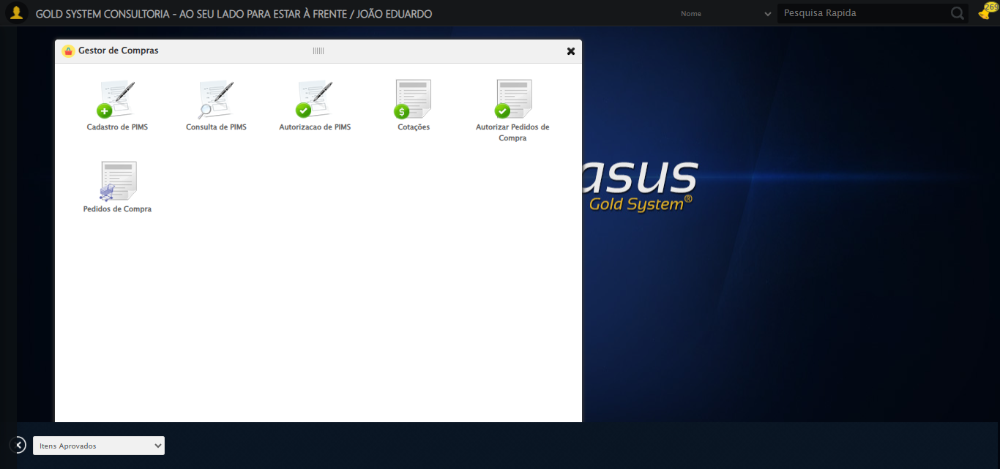 GOLD SYSTEM CONSULTORIA - AO SEU LADO PARA ESTAR À FRENTE / JOÃO EDUARDO
Nome
Pesquisa Rapida
269
Gestor de Compras
Cadastro de PIMS
Consulta de PIMS
Autorizacao de PIMS
Cotações
Autorizar Pedidos de
Compra
Pedidos de Compra
asus
Gold System®
Itens Aprovados